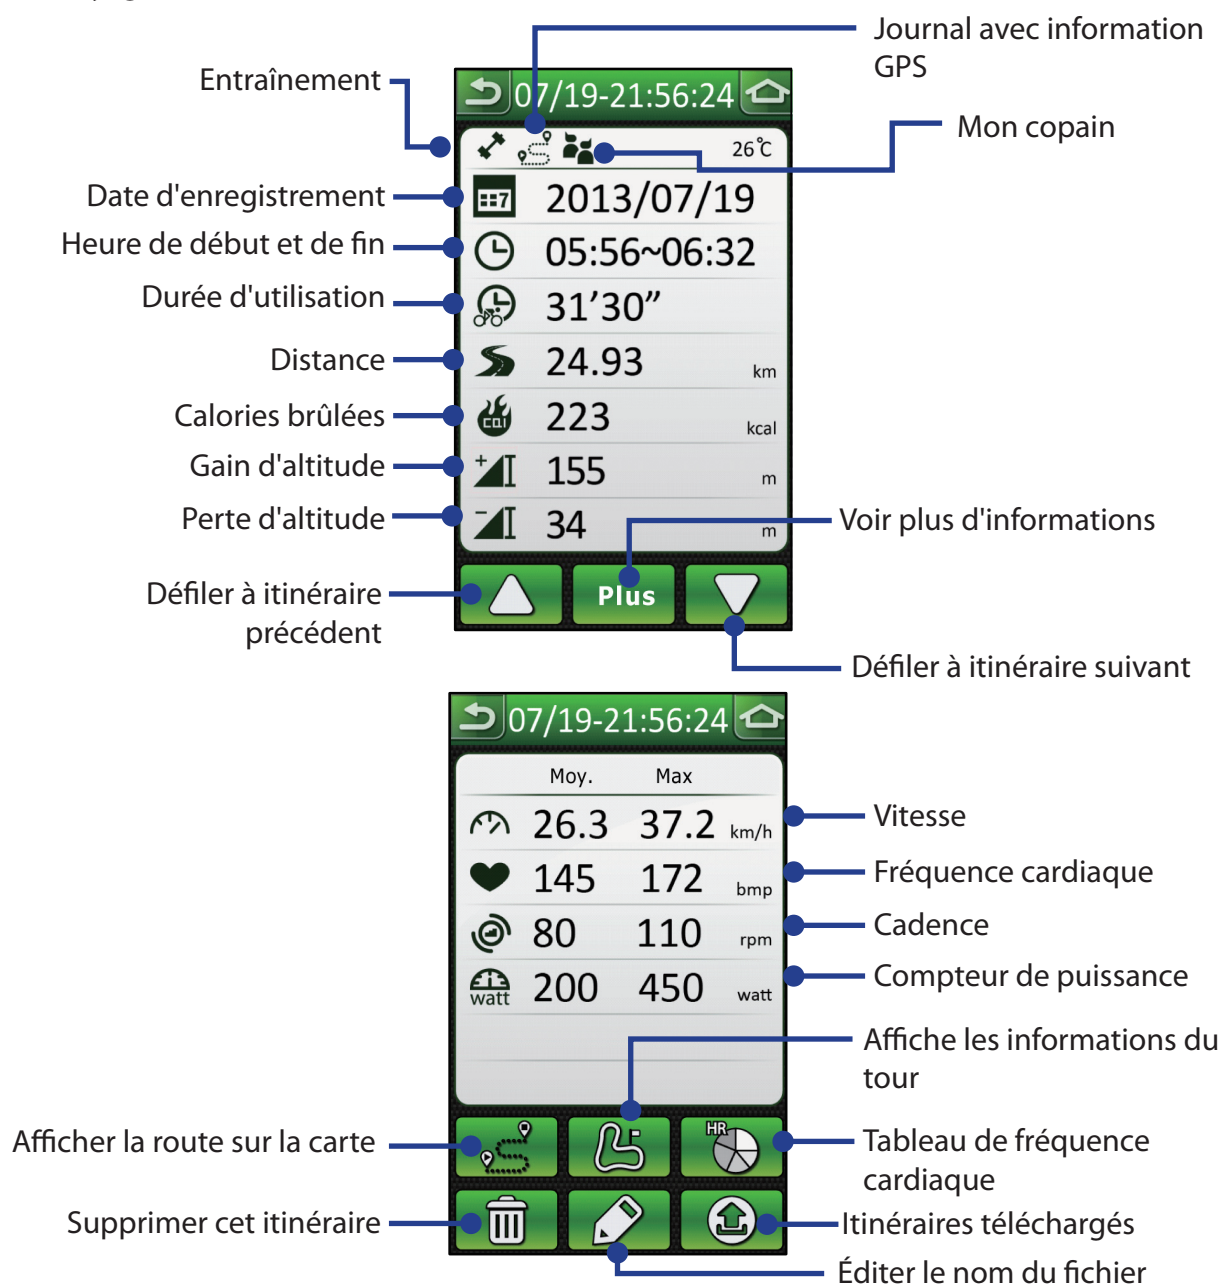 Journal avec information
GPS
Entraînement
07/19-21:56:24
Mon copain
26°C
Date d'enregistrement
7
2013/07/19
Heure de début et de fin
05:56~06:32
Durée d'utilisation
31'30”
Distance
24.93 km
Calories brûlées
cal
223 kcal
Gain d'altitude
155 m
Perte d'altitude
34 m
Voir plus d'informations
Défiler à itinéraire
précédent
Plus
Défiler à itinéraire suivant
07/19-21:56:24
Moy. Max
26.3 37.2 km/h
Vitesse
145 172 bmp
Fréquence cardiaque
80 110 rpm
Cadence
watt
200 450 watt
Compteur de puissance
Affiche les informations du
tour
Afficher la route sur la carte
HR
Tableau de fréquence
cardiaque
Supprimer cet itinéraire
Itinéraires téléchargés
Éditer le nom du fichier